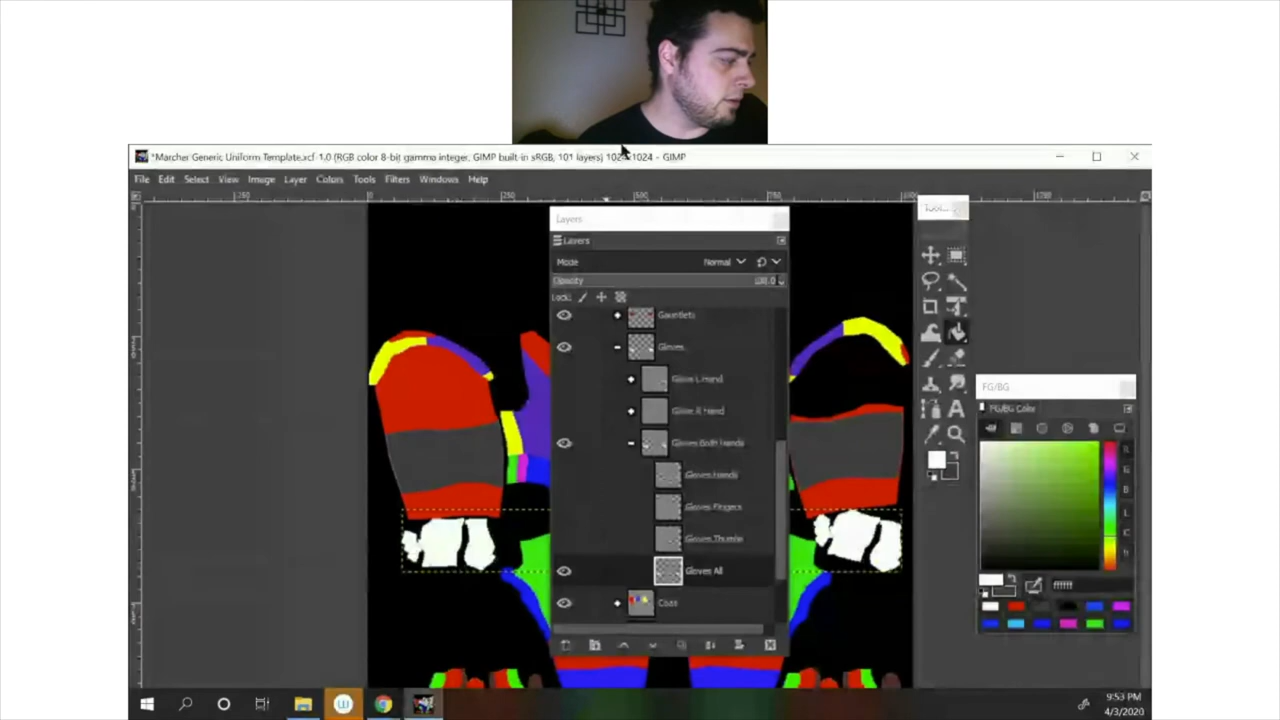 *Marcher Generic Uniform Template.xcf-1.0 (RGB color 8-bit gamma integer, GIMP built-in sRGB, 101 layers) 1024x1024 - GIMP
File Edit Select View Image Layer Colors Tools Filters Windows Help
Layers
Layers
Mode Normal
Opacity
Lock:
Gauntlets
Gloves
Glove L Hand
Glove R Hand
Gloves Both Hands
Gloves Hands
Gloves Fingers
Gloves Thumbs
Gloves All
Coat
FG/BG
FG/BG Color
ffffff
9:53 PM
4/3/2020